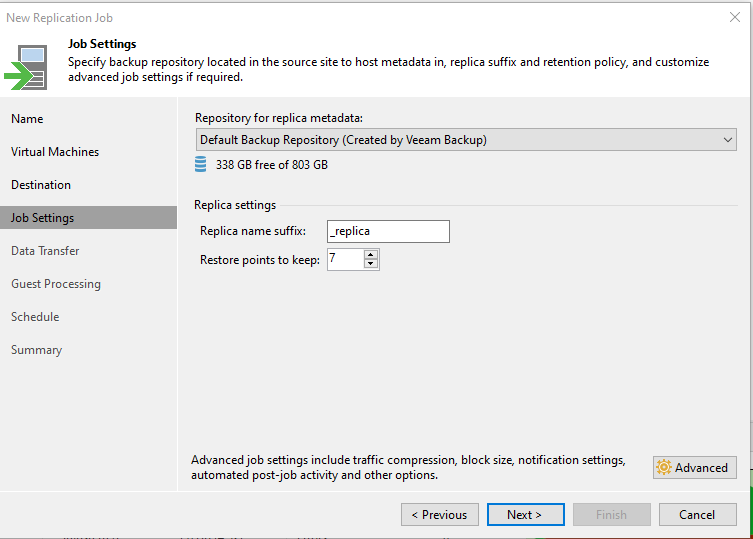 New Replication Job
Job Settings
Specify backup repository located in the source site to host metadata in, replica suffix and retention policy, and customize
advanced job settings if required.
Name
Virtual Machines
Destination
Job Settings
Data Transfer
Guest Processing
Schedule
Summary
Repository for replica metadata:
Default Backup Repository (Created by Veeam Backup)
338 GB free of 803 GB
Replica settings
Replica name suffix: _replica
Restore points to keep: 7
Advanced job settings include traffic compression, block size, notification settings,
automated post-job activity and other options.
Advanced
< Previous Next > Finish Cancel